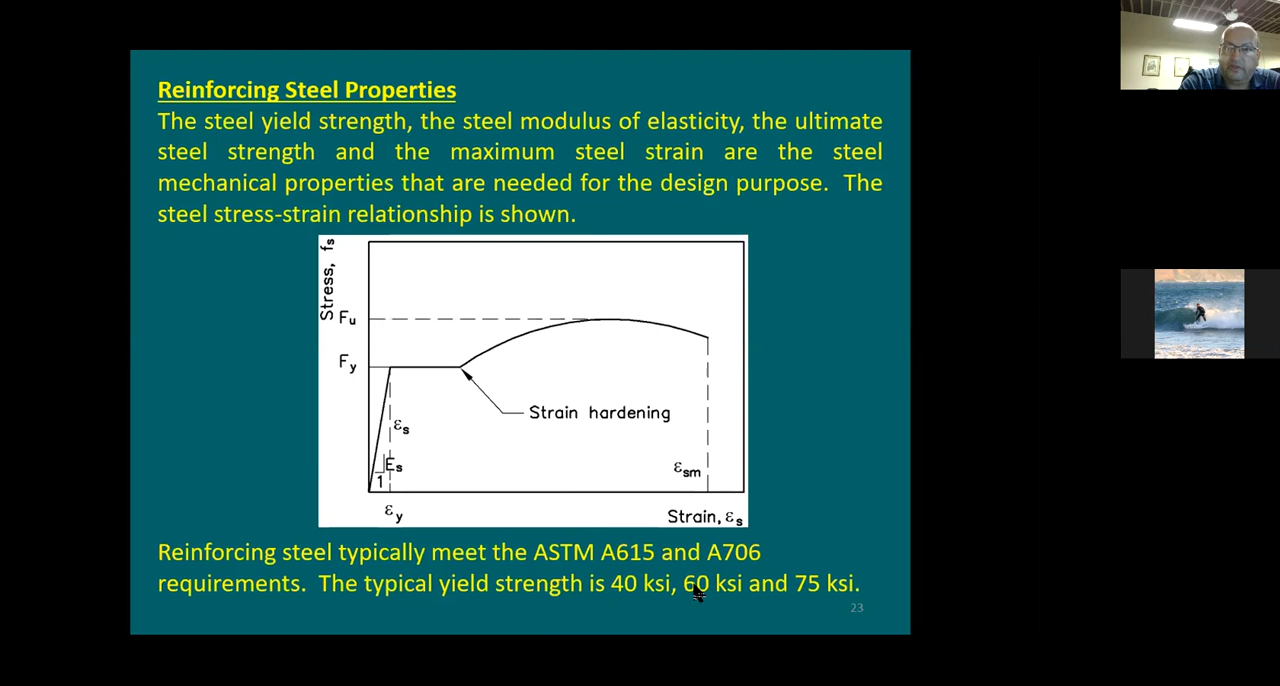 Reinforcing Steel Properties
The steel yield strength, the steel modulus of elasticity, the ultimate
steel strength and the maximum steel strain are the steel
mechanical properties that are needed for the design purpose. The
steel stress-strain relationship is shown.
Stress, fs
Fu
Fy
Strain hardening
εs
Es
1
εsm
εy
Strain, εs
Reinforcing steel typically meet the ASTM A615 and A706
requirements. The typical yield strength is 40 ksi, 60 ksi and 75 ksi.
23